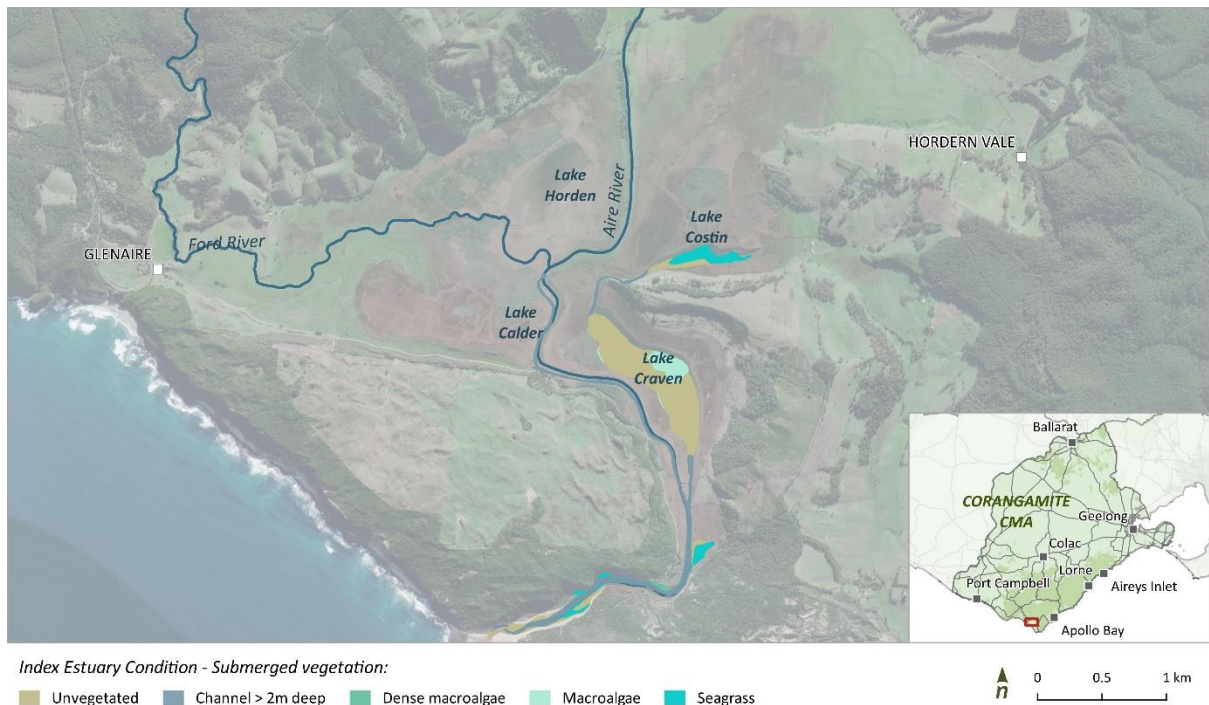 HORDERN VALE
Lake
Horden
Aire River
Lake
Costin
Ford River
GLENAIRE
Lake
Calder
Lake
Craven
Ballarat
CORANGAMITE
CMA
Geelong
Colac
Lorne
Port Campbell
Aireys Inlet
Apollo Bay
Index Estuary Condition - Submerged vegetation:
Unvegetated
Channel > 2m deep
Dense macroalgae
Macroalgae
Seagrass
n
0 0.5 1 km